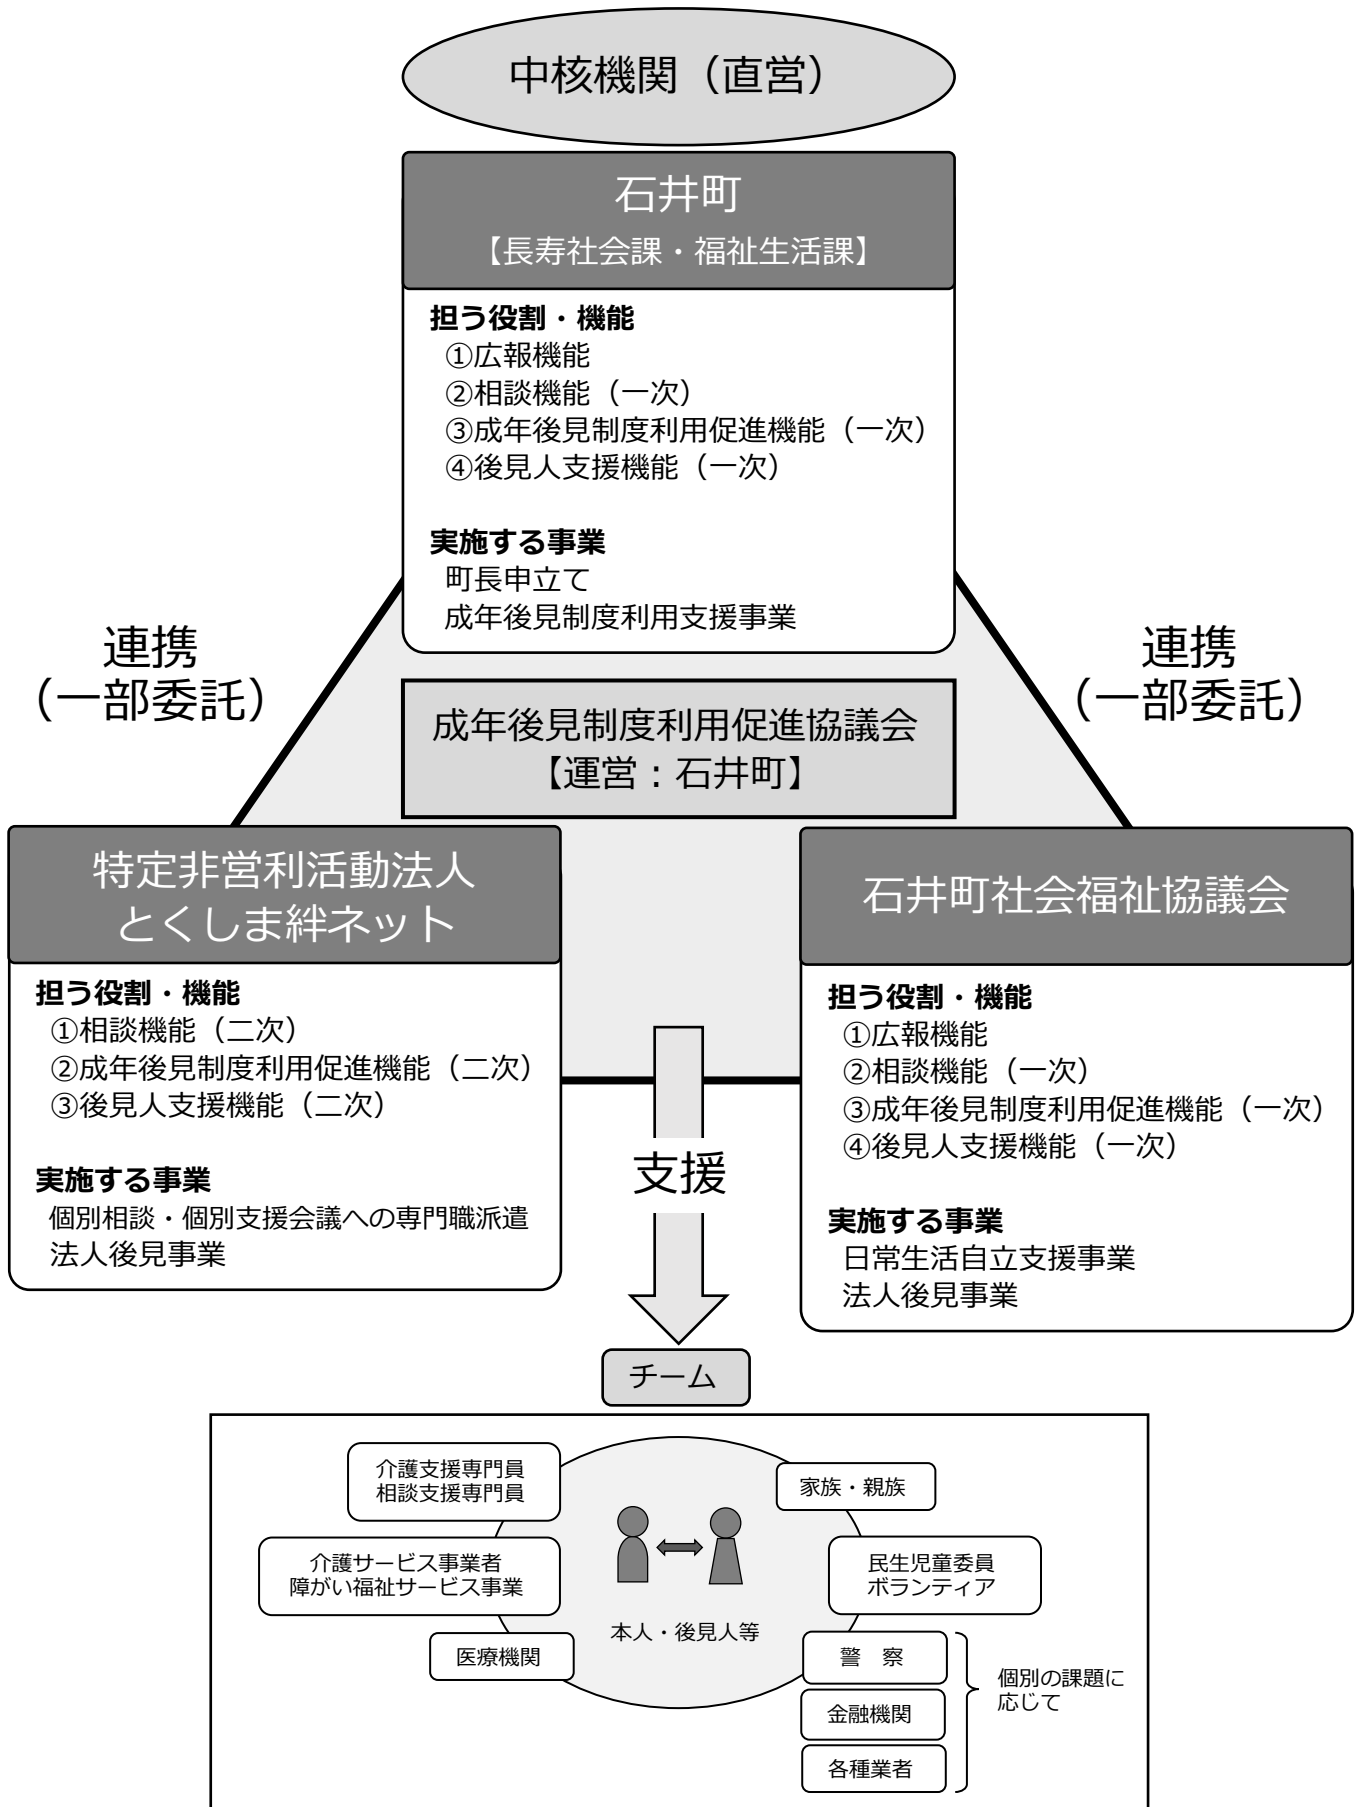 中核機関（直営）
石井町
【長寿社会課・福祉生活課】
担う役割・機能
①広報機能
②相談機能（一次）
③成年後見制度利用促進機能（一次）
④後見人支援機能（一次）
実施する事業
町長申立て
成年後見制度利用支援事業
連携
（一部委託）
連携
（一部委託）
成年後見制度利用促進協議会
【運営：石井町】
特定非営利活動法人
とくしま絆ネット
担う役割・機能
①相談機能（二次）
②成年後見制度利用促進機能（二次）
③後見人支援機能（二次）
実施する事業
個別相談・個別支援会議への専門職派遣
法人後見事業
石井町社会福祉協議会
担う役割・機能
①広報機能
②相談機能（一次）
③成年後見制度利用促進機能（一次）
④後見人支援機能（一次）
実施する事業
日常生活自立支援事業
法人後見事業
支援
チーム
介護支援専門員
相談支援専門員
介護サービス事業者
障がい福祉サービス事業
医療機関
本人・後見人等
家族・親族
民生児童委員
ボランティア
警　察
金融機関
各種業者
個別の課題に
応じて